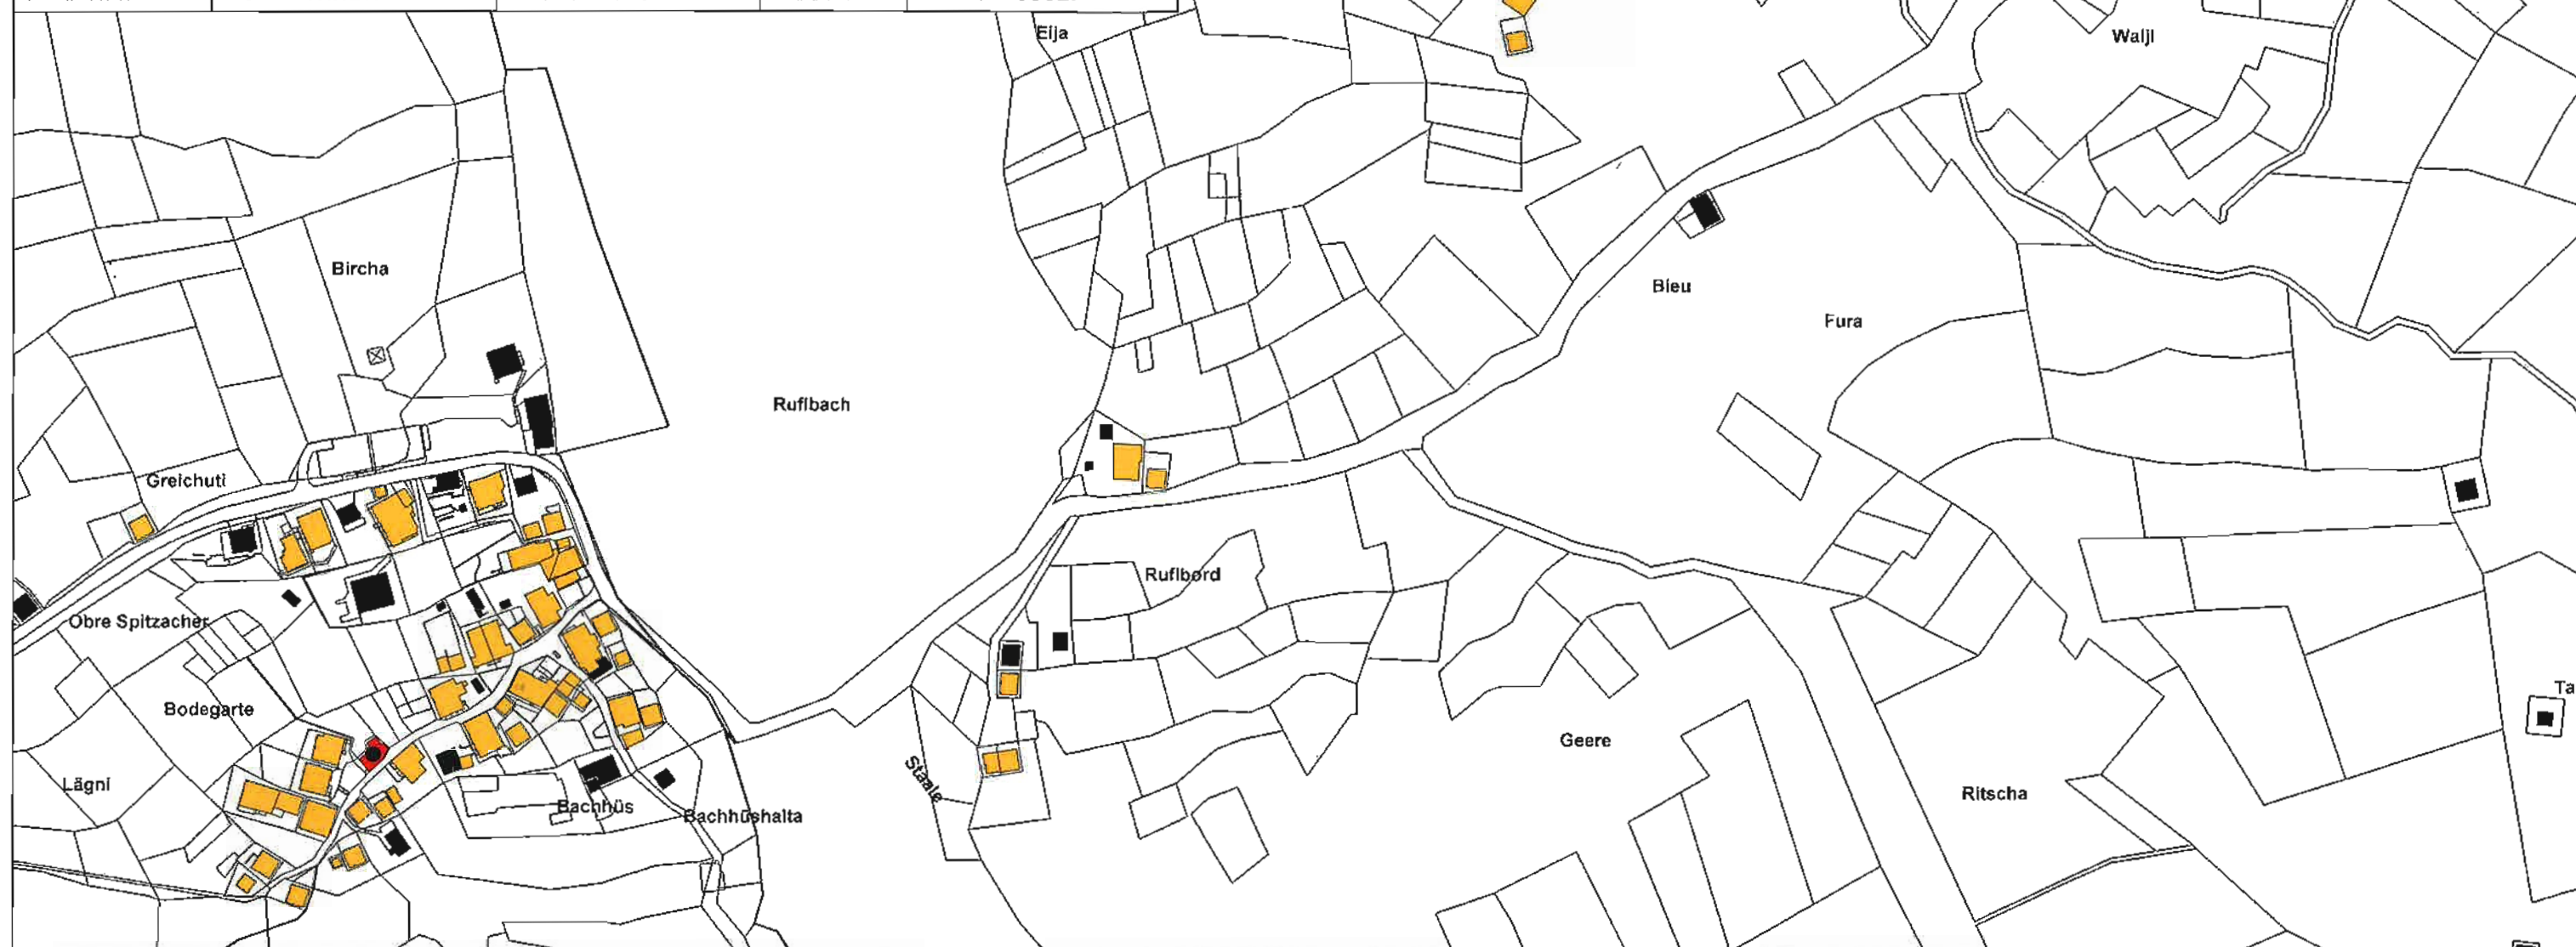 Eija
Walji
Bircha
Bieu
Fura
Ruflbach
Greichuti
Ruflbord
Obre Spitzacher
Bodegarte
Geere
Lägni
Staale
Ritscha
Bachhüs
Bachhüshalta
Ta